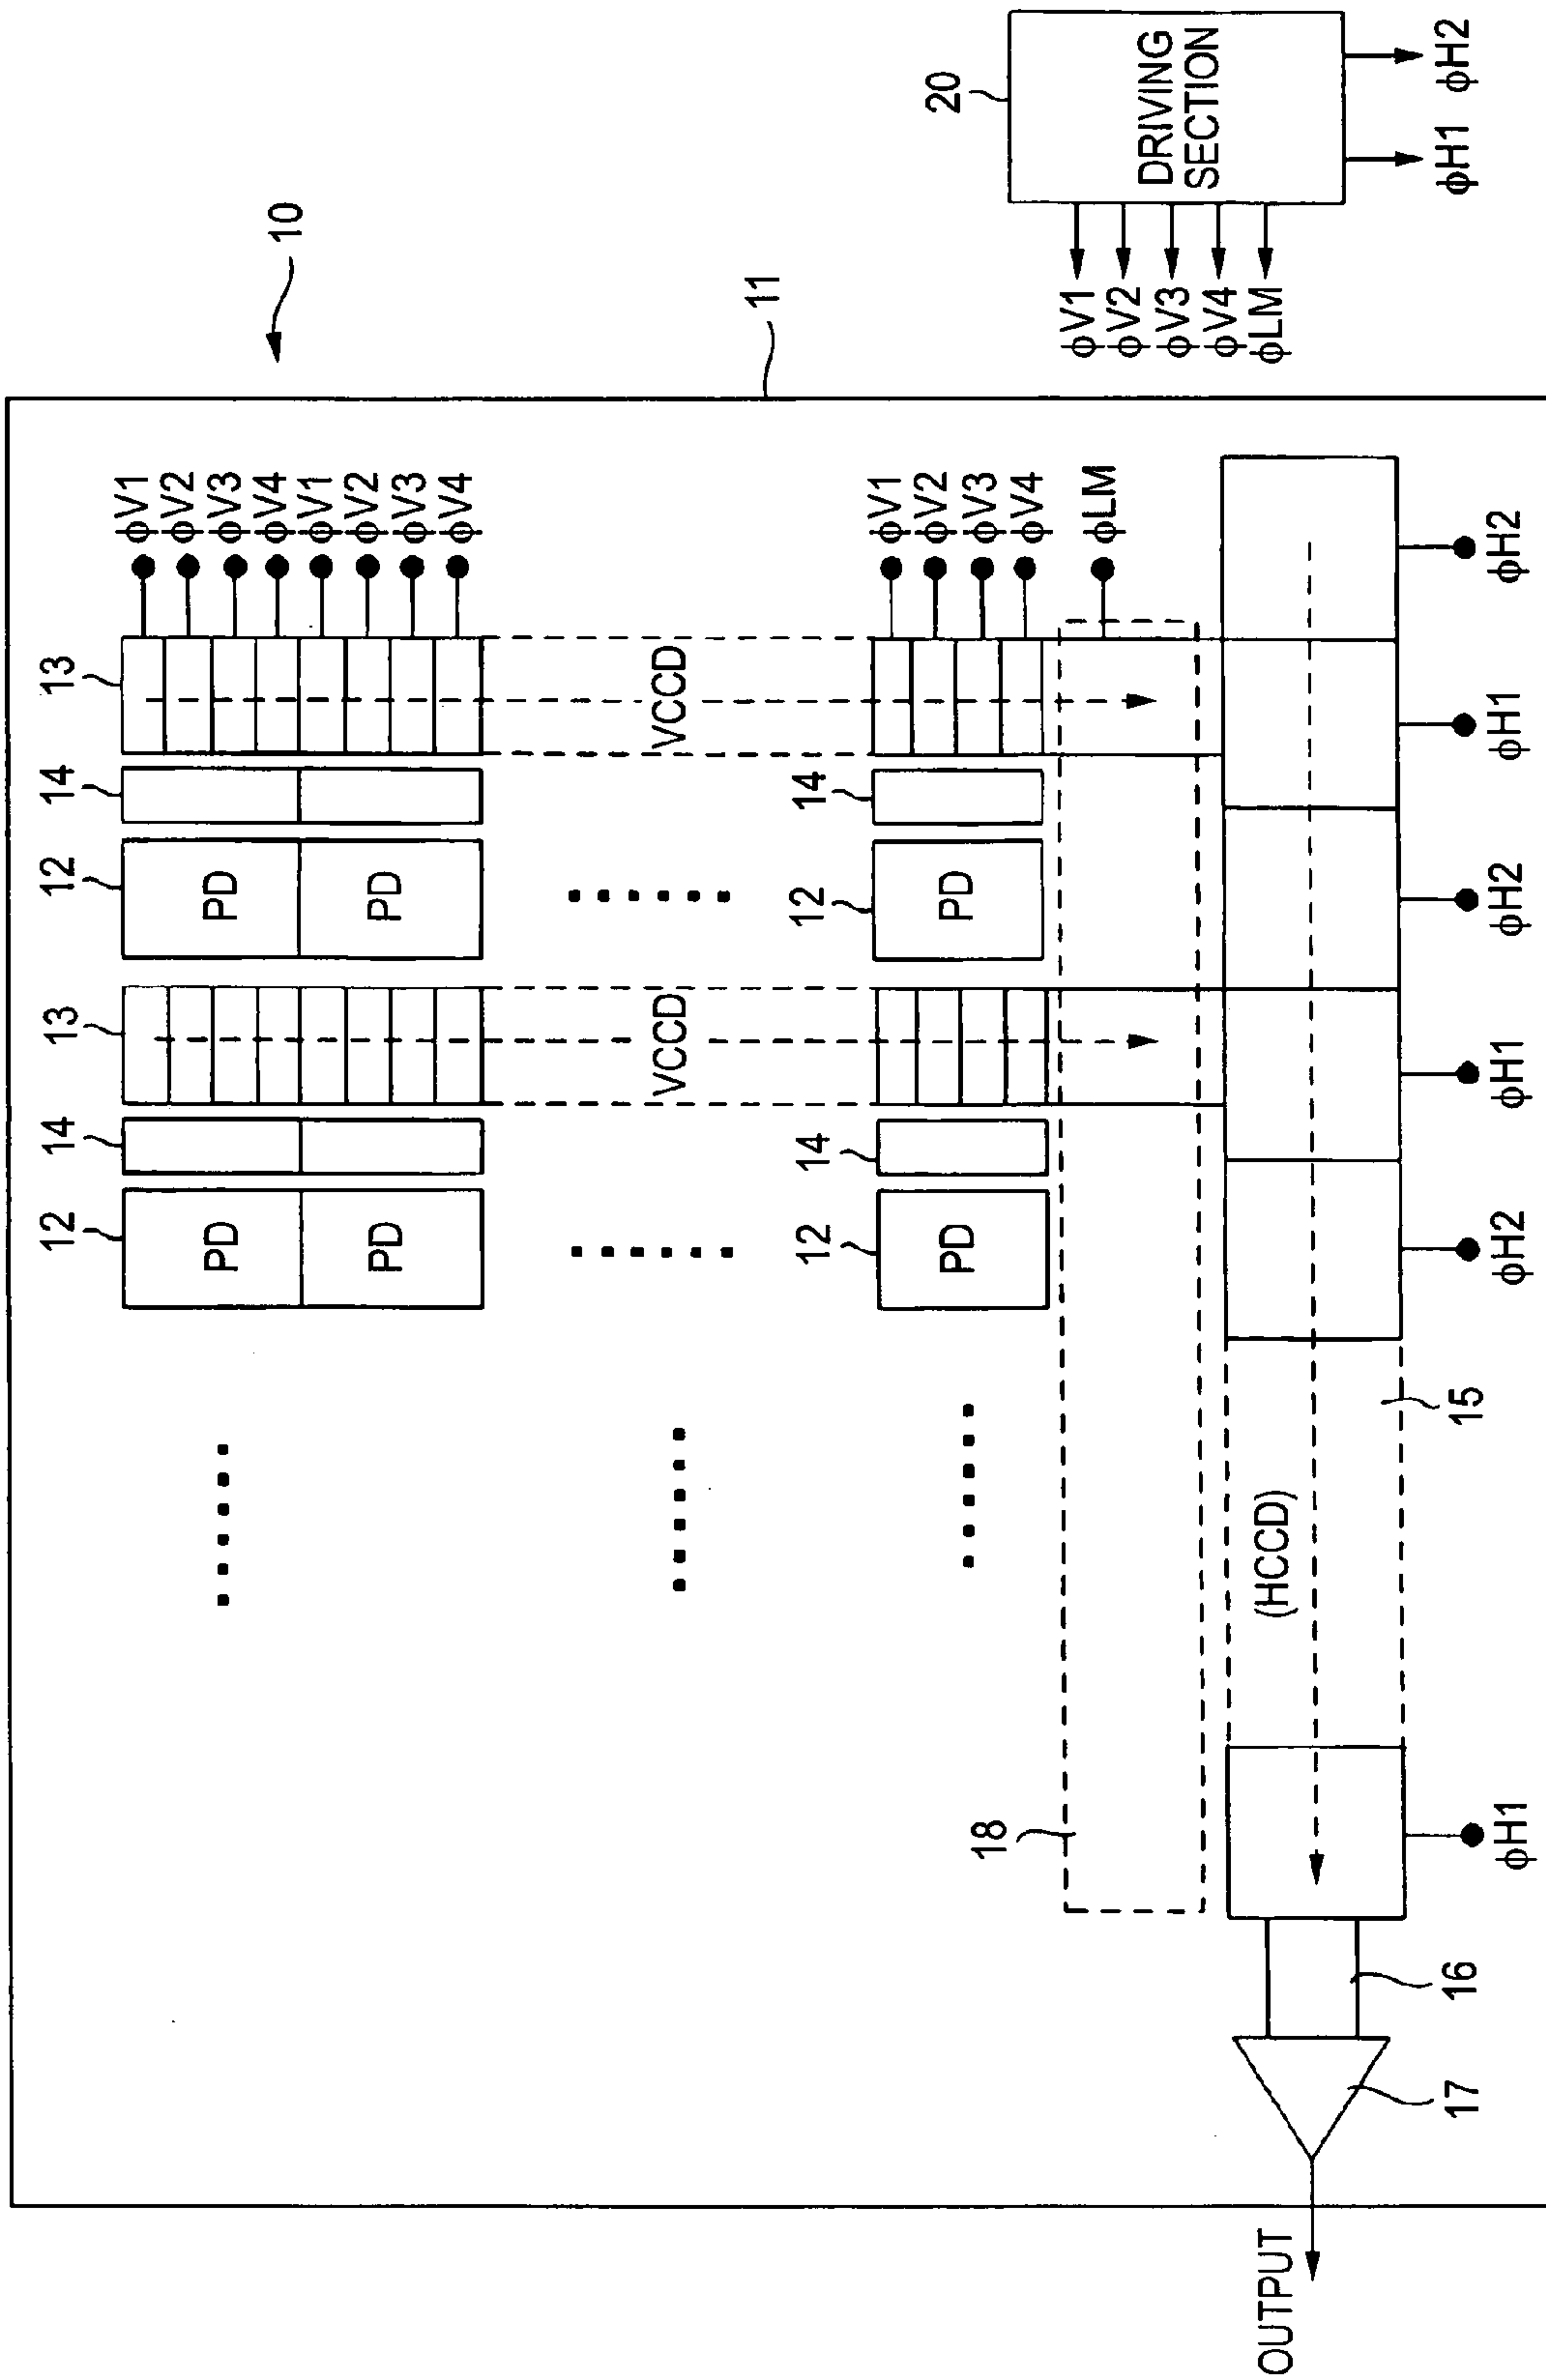 12 14 13 12 14 13
φV1
φV2
PD PD φV3
φV4
10
φV1
φV2
PD PD φV3
φV4
VCCD VCCD
11
12 14 12 14
φV1
φV2
PD PD φV3
φV4
18
φLM
20
DRIVING
SECTION
φV1
φV2
φV3
φV4
φLM
φH1 φH2
(HCCD)
OUTPUT
17 16 15
φH1 φH2 φH1 φH2 φH1 φH2